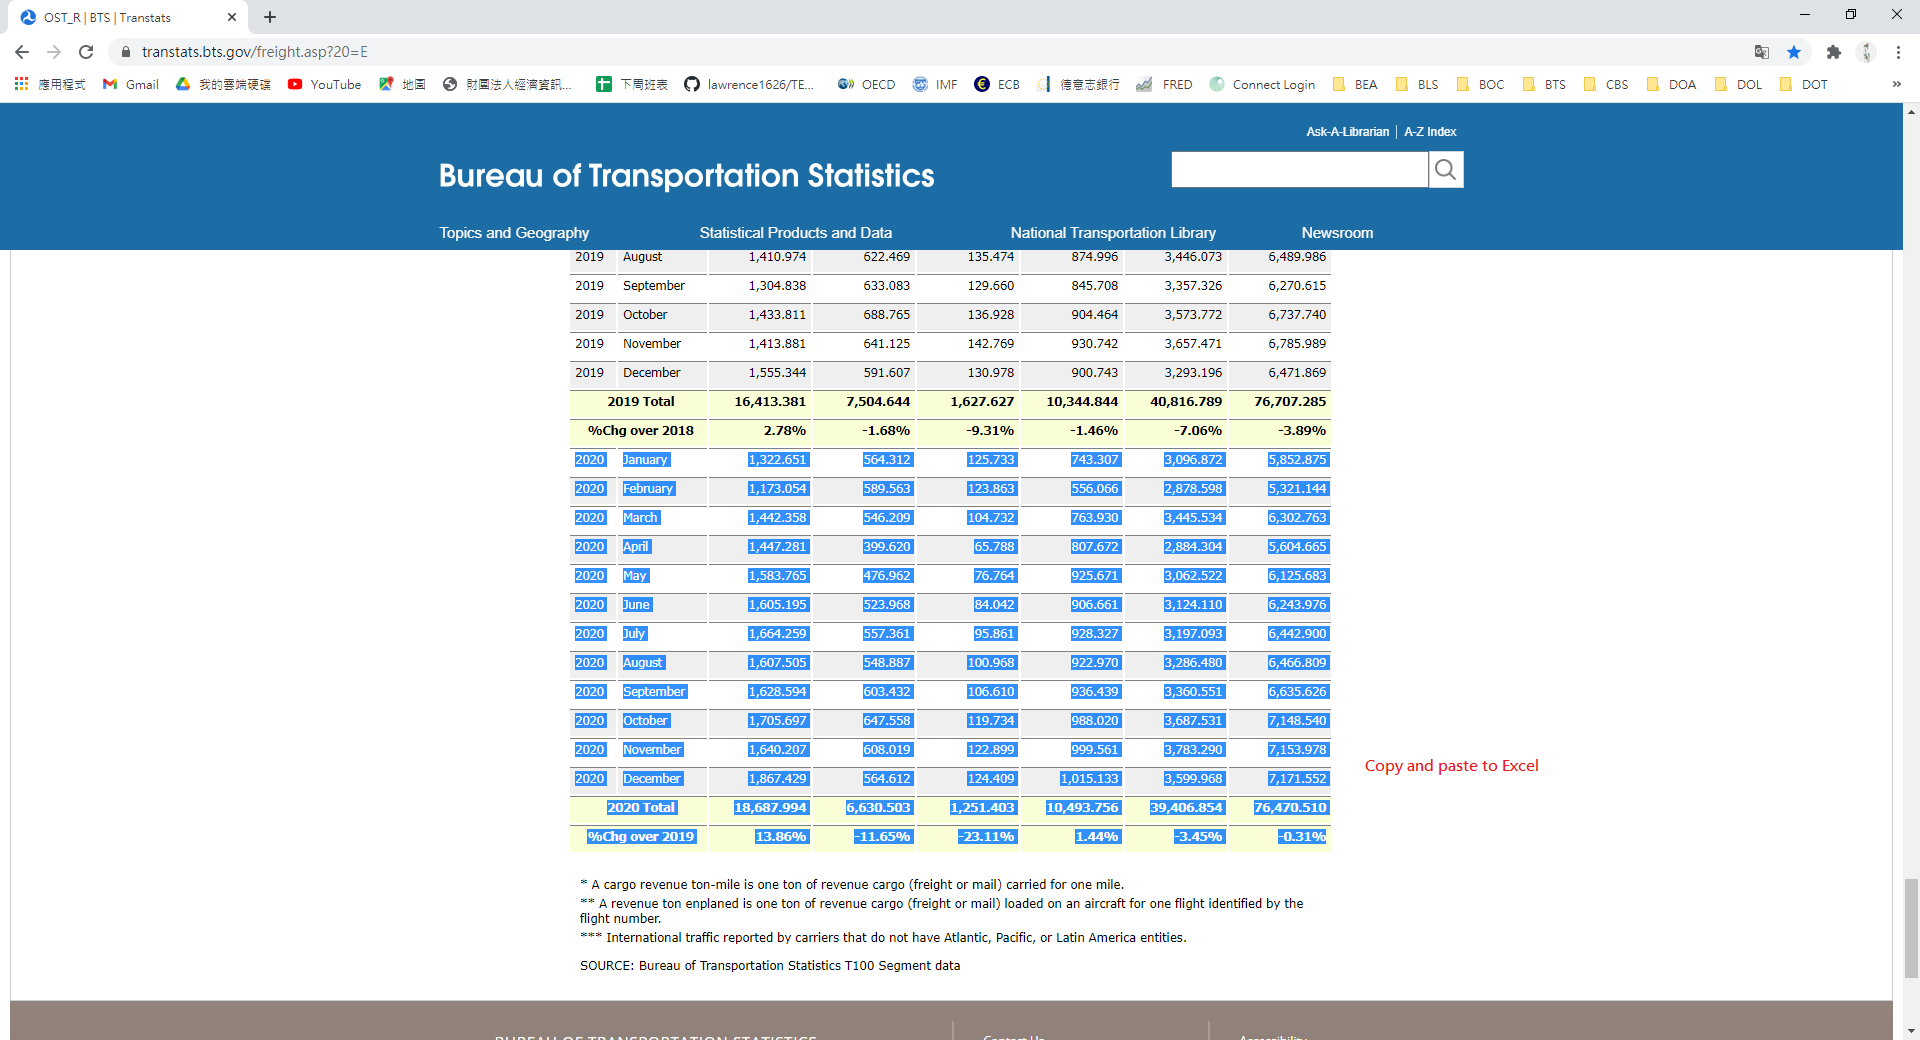 OST_R | BTS | Transtats
transtats.bts.gov/freight.asp?20=E
應用程式 Gmail 我的雲端硬碟 YouTube 地圖 財團法人經濟資訊... 下周班表 lawrence1626/TE... OECD IMF ECB 德意志銀行 FRED Connect Login BEA BLS BOC BTS CBS DOA DOL DOT »
Ask-A-Librarian | A-Z Index
Bureau of Transportation Statistics
Topics and Geography Statistical Products and Data National Transportation Library Newsroom
2019 August 1,410.974 622.469 135.474 874.996 3,446.073 6,489.986
2019 September 1,304.838 633.083 129.660 845.708 3,357.326 6,270.615
2019 October 1,433.811 688.765 136.928 904.464 3,573.772 6,737.740
2019 November 1,413.881 641.125 142.769 930.742 3,657.471 6,785.989
2019 December 1,555.344 591.607 130.978 900.743 3,293.196 6,471.869
2019 Total 16,413.381 7,504.644 1,627.627 10,344.844 40,816.789 76,707.285
%Chg over 2018 2.78% -1.68% -9.31% -1.46% -7.06% -3.89%
2020 January 1,322.651 564.312 125.733 743.307 3,096.872 5,852.875
2020 February 1,173.054 589.563 123.863 556.066 2,878.598 5,321.144
2020 March 1,442.358 546.209 104.732 763.930 3,445.534 6,302.763
2020 April 1,447.281 399.620 65.788 807.672 2,884.304 5,604.665
2020 May 1,583.765 476.962 76.764 925.671 3,062.522 6,125.683
2020 June 1,605.195 523.968 84.042 906.661 3,124.110 6,243.976
2020 July 1,664.259 557.361 95.861 928.327 3,197.093 6,442.900
2020 August 1,607.505 548.887 100.968 922.970 3,286.480 6,466.809
2020 September 1,628.594 603.432 106.610 936.439 3,360.551 6,635.626
2020 October 1,705.697 647.558 119.734 988.020 3,687.531 7,148.540
2020 November 1,640.207 608.019 122.899 999.561 3,783.290 7,153.978
2020 December 1,867.429 564.612 124.409 1,015.133 3,599.968 7,171.552
Copy and paste to Excel
2020 Total 18,687.994 6,630.503 1,251.403 10,493.756 39,406.854 76,470.510
%Chg over 2019 13.86% -11.65% -23.11% 1.44% -3.45% -0.31%
* A cargo revenue ton-mile is one ton of revenue cargo (freight or mail) carried for one mile.
** A revenue ton enplaned is one ton of revenue cargo (freight or mail) loaded on an aircraft for one flight identified by the
flight number.
*** International traffic reported by carriers that do not have Atlantic, Pacific, or Latin America entities.
SOURCE: Bureau of Transportation Statistics T100 Segment data
BUREAU OF TRANSPORTATION STATISTICS Contact Us Accessibility